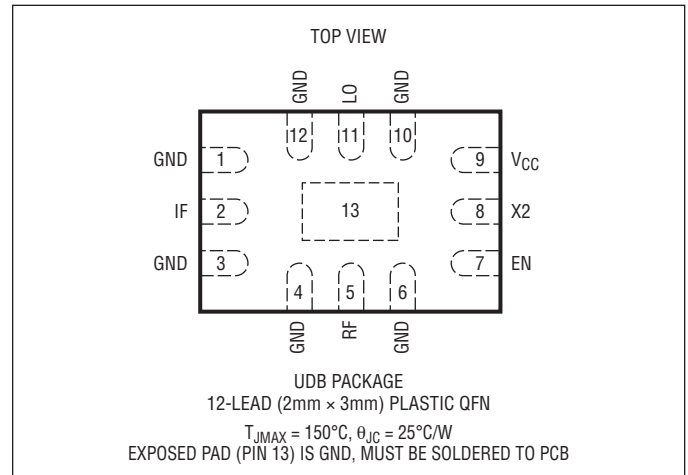 TOP VIEW
GND LO GND
12 11 10
GND 1 9 VCC
IF 2 13 8 X2
GND 3 7 EN
4 5 6
GND RF GND
UDB PACKAGE
12-LEAD (2mm × 3mm) PLASTIC QFN
TJMAX = 150°C, θJC = 25°C/W
EXPOSED PAD (PIN 13) IS GND, MUST BE SOLDERED TO PCB